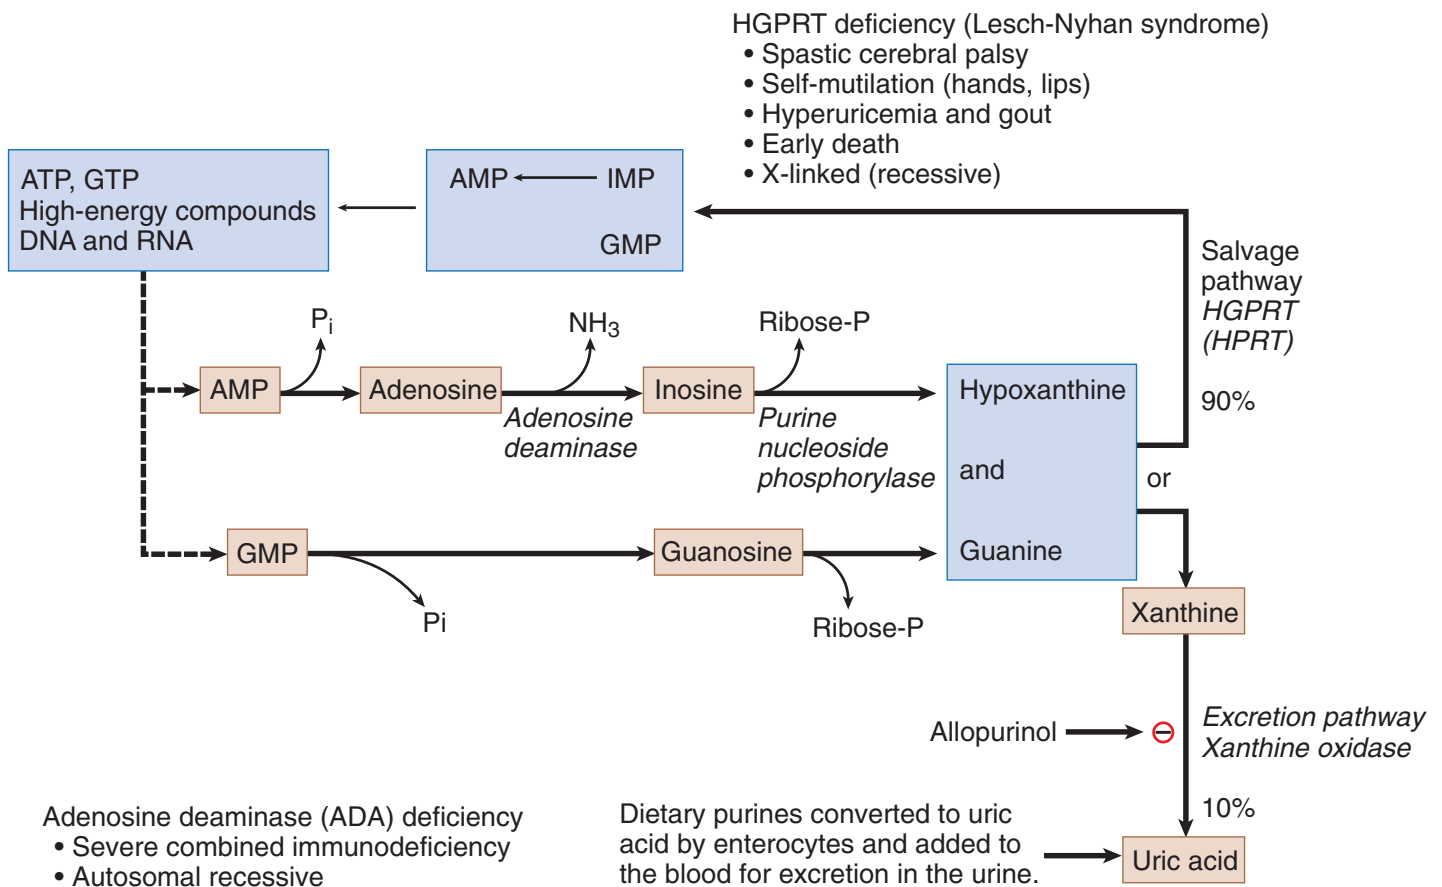 HGPRT deficiency (Lesch-Nyhan syndrome)
• Spastic cerebral palsy
• Self-mutilation (hands, lips)
• Hyperuricemia and gout
• Early death
• X-linked (recessive)
ATP, GTP
High-energy compounds
DNA and RNA
AMP
IMP
GMP
Salvage
pathway
HGPRT
(HPRT)
90%
Pi
NH3
Ribose-P
AMP
Adenosine
Inosine
Adenosine
deaminase
Purine
nucleoside
phosphorylase
Hypoxanthine
and
Guanine
or
GMP
Guanosine
Pi
Ribose-P
Xanthine
Allopurinol
−
Excretion pathway
Xanthine oxidase
10%
Uric acid
Adenosine deaminase (ADA) deficiency
• Severe combined immunodeficiency
• Autosomal recessive
Dietary purines converted to uric
acid by enterocytes and added to
the blood for excretion in the urine.